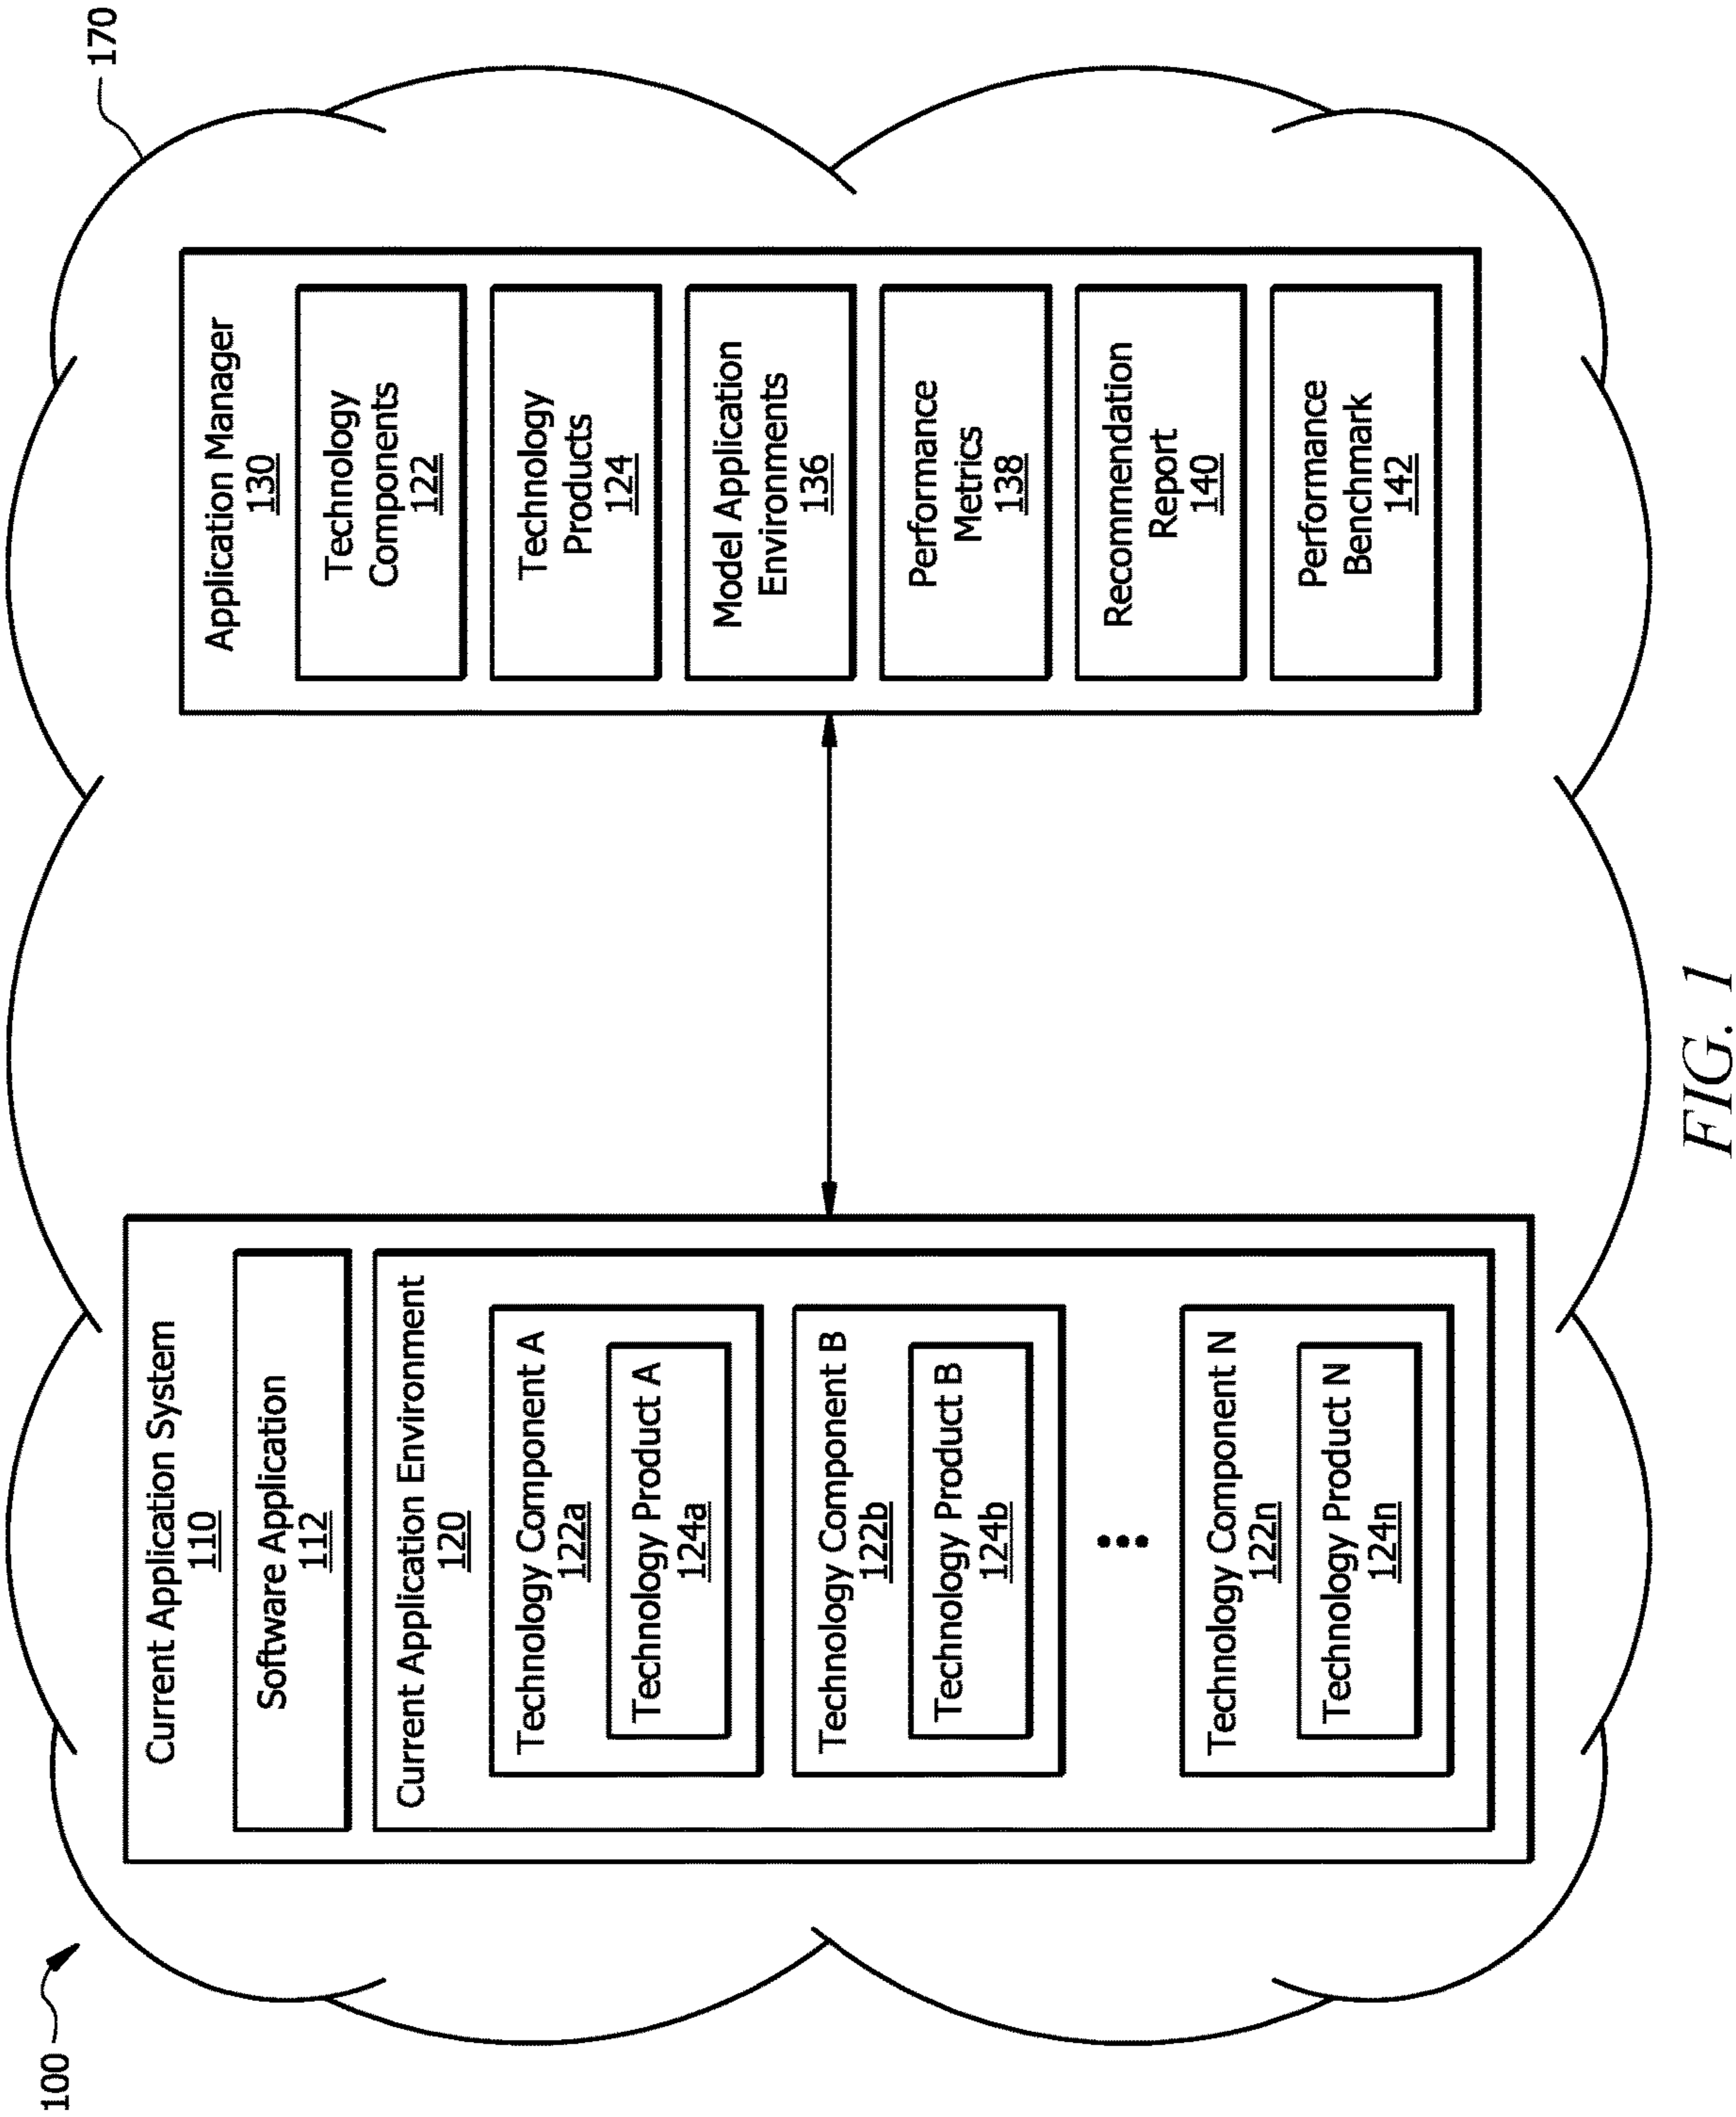 100
170
Current Application System
110
Software Application
112
Current Application Environment
120
Technology Component A
122a
Technology Product A
124a
Technology Component B
122b
Technology Product B
124b
Technology Component N
122n
Technology Product N
124n
Application Manager
130
Technology
Components
122
Technology
Products
124
Model Application
Environments
136
Performance
Metrics
138
Recommendation
Report
140
Performance
Benchmark
142
FIG. 1